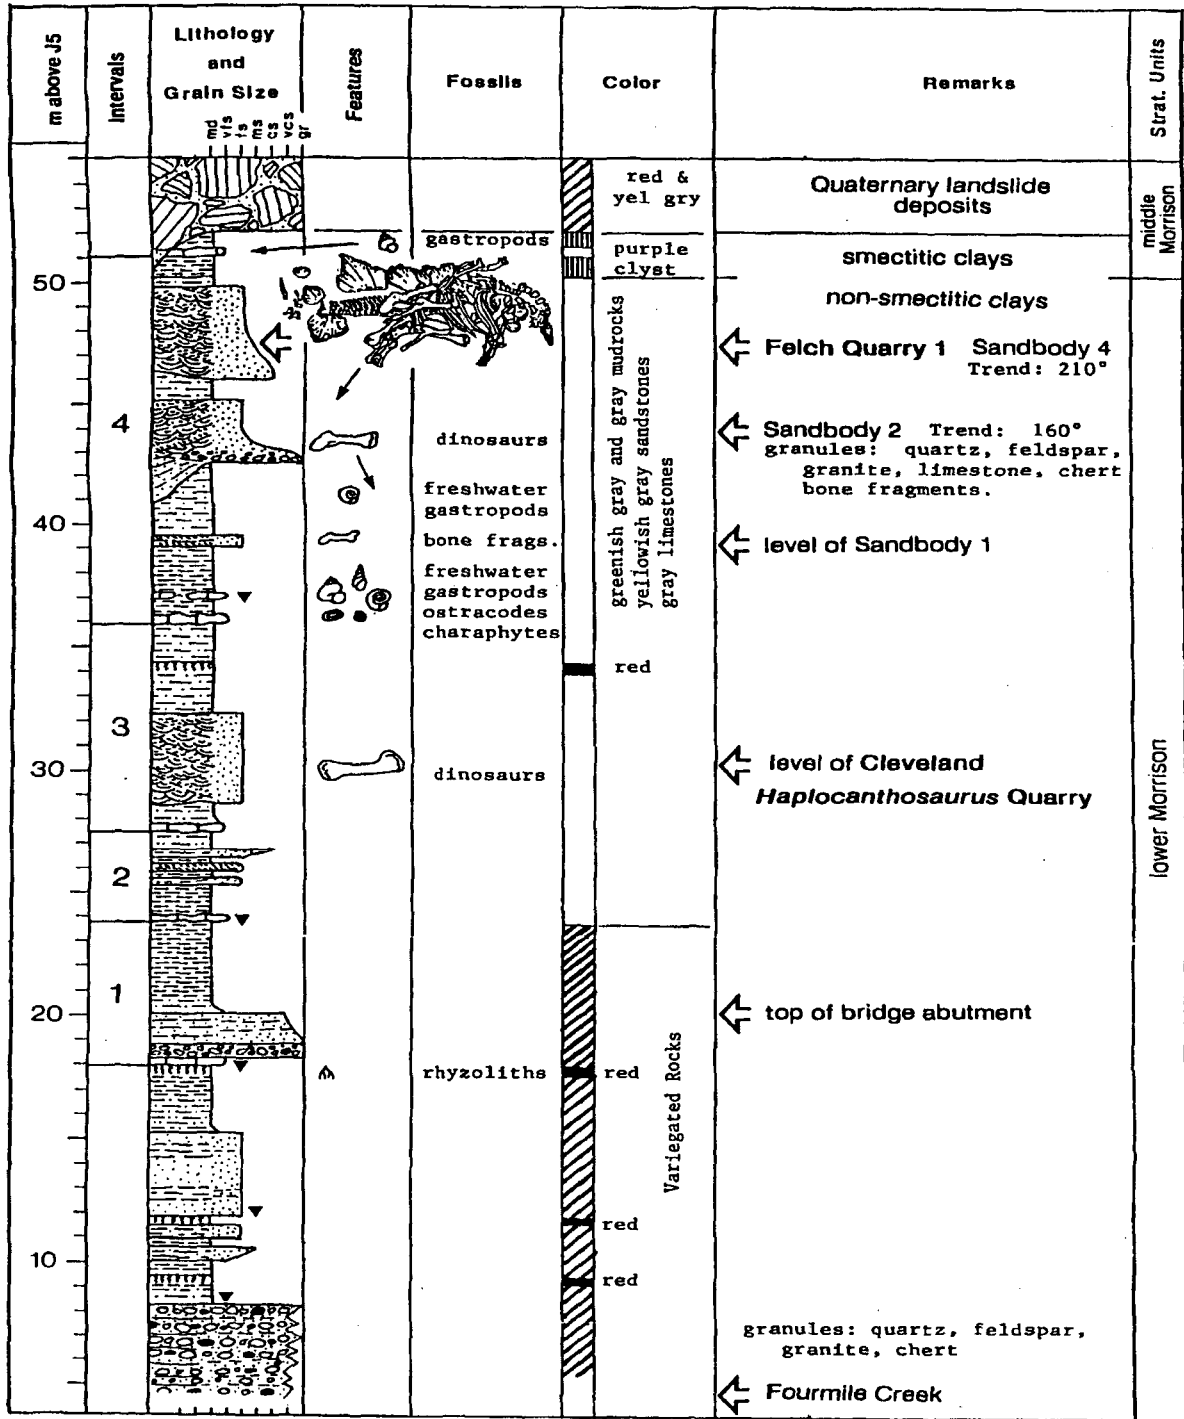 m above J5
Intervals
Lithology
and
Grain Size
md
vfs
fs
ms
cs
vcs
gr
Features
Fossils
Color
Remarks
Strat. Units
red &
yel gry
Quaternary landslide
deposits
middle
Morrison
gastropods
purple
clyst
smectitic clays
50
non-smectitic clays
Felch Quarry 1 Sandbody 4
Trend: 210°
4
dinosaurs
Sandbody 2 Trend: 160°
granules: quartz, feldspar,
granite, limestone, chert
bone fragments.
greenish gray and gray mudrocks
yellowish gray sandstones
gray limestones
freshwater
gastropods
40
bone frags.
level of Sandbody 1
freshwater
gastropods
ostracodes
charaphytes
red
3
30
dinosaurs
level of Cleveland
Haplocanthosaurus Quarry
lower Morrison
2
1
20
top of bridge abutment
rhyzoliths
red
Variegated Rocks
red
10
red
granules: quartz, feldspar,
granite, chert
Fourmile Creek